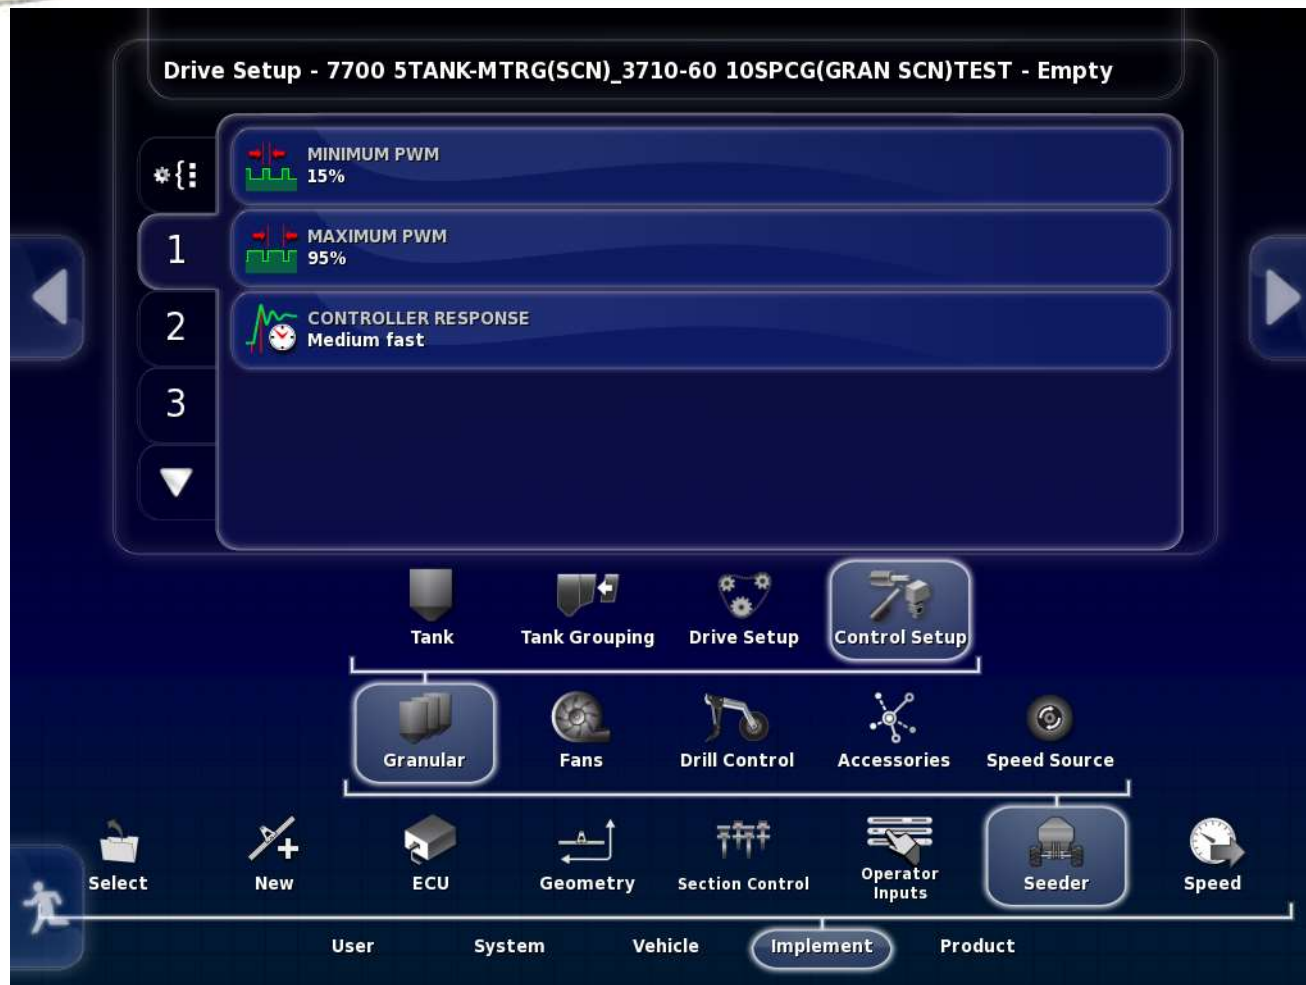 Drive Setup - 7700 5TANK-MTRG(SCN)_3710-60 10SPCG(GRAN SCN)TEST - Empty
MINIMUM PWM
15%
1
MAXIMUM PWM
95%
2
CONTROLLER RESPONSE
Medium fast
3
Tank
Tank Grouping
Drive Setup
Control Setup
Granular
Fans
Drill Control
Accessories
Speed Source
Select
New
ECU
Geometry
Section Control
Operator
Inputs
Seeder
Speed
User
System
Vehicle
Implement
Product